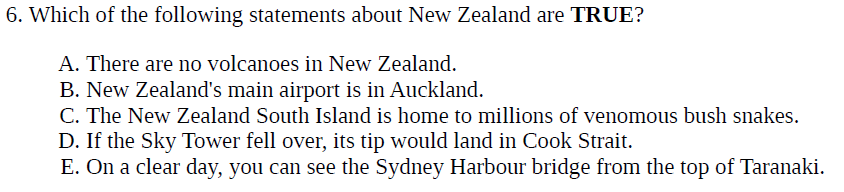 6. Which of the following statements about New Zealand are TRUE?
A. There are no volcanoes in New Zealand.
B. New Zealand's main airport is in Auckland.
C. The New Zealand South Island is home to millions of venomous bush snakes.
D. If the Sky Tower fell over, its tip would land in Cook Strait.
E. On a clear day, you can see the Sydney Harbour bridge from the top of Taranaki.